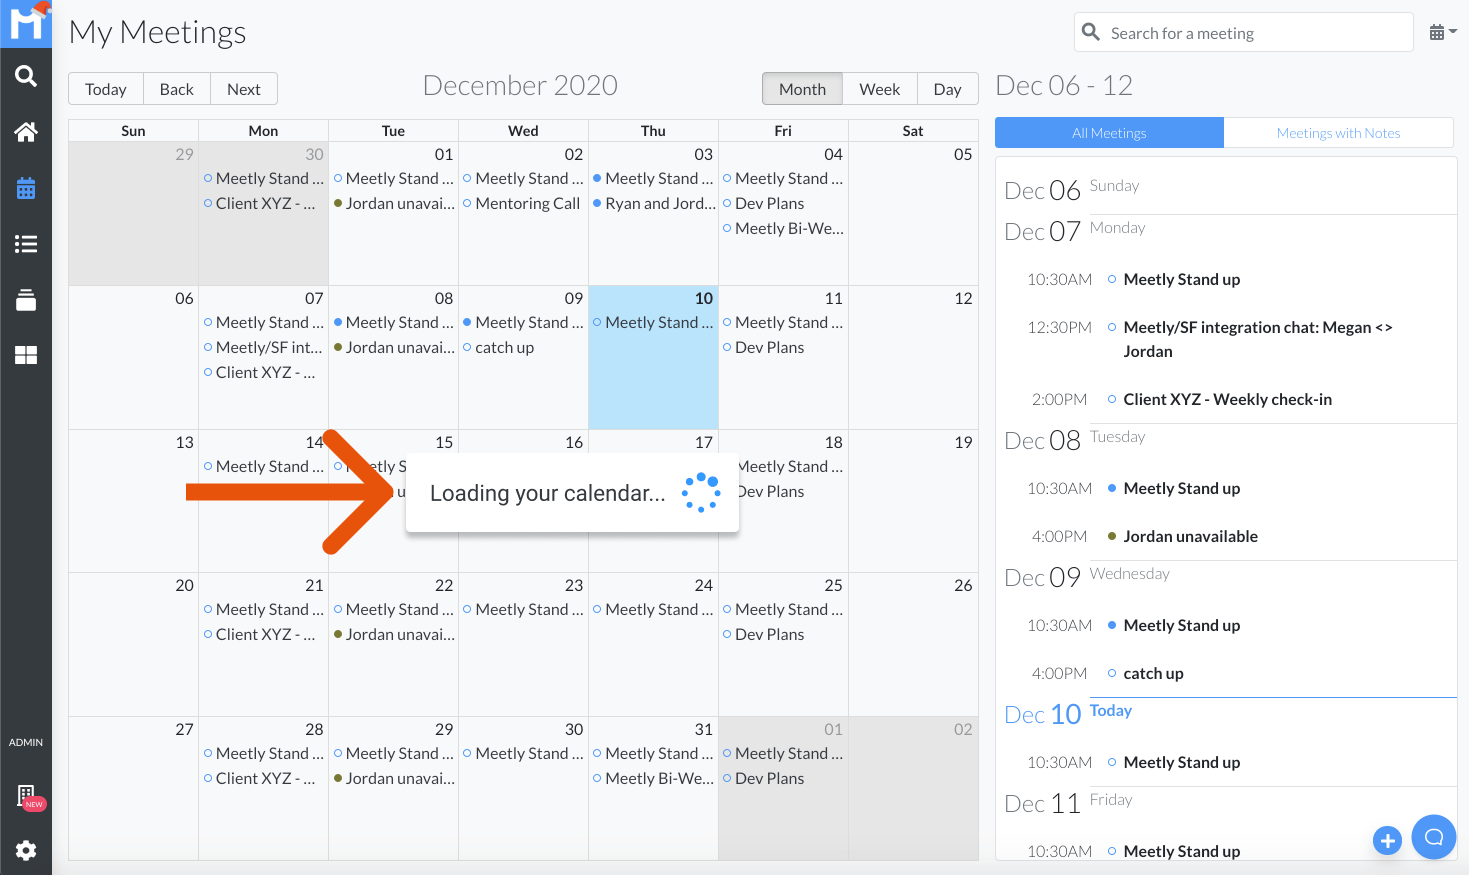 My Meetings
Search for a meeting
Today Back Next
December 2020
Month Week Day
Dec 06 - 12
Sun Mon Tue Wed Thu Fri Sat
All Meetings Meetings with Notes
29 30 01 02 03 04 05
Meetly Stand ... Meetly Stand ... Meetly Stand ... Meetly Stand ... Meetly Stand ...
Client XYZ - ... Jordan unavai... Mentoring Call Ryan and Jord... Dev Plans
Meetly Bi-We...
06 07 08 09 10 11 12
Meetly Stand ... Meetly Stand ... Meetly Stand ... Meetly Stand ... Meetly Stand ...
Meetly/SF int... Jordan unavai... catch up Dev Plans
Client XYZ - ...
13 14 15 16 17 18 19
Meetly Stand ... Meetly Stand ...
Dev Plans
Loading your calendar...
20 21 22 23 24 25 26
Meetly Stand ... Meetly Stand ... Meetly Stand ... Meetly Stand ... Meetly Stand ...
Client XYZ - ... Jordan unavai... Dev Plans
27 28 29 30 31 01 02
Meetly Stand ... Meetly Stand ... Meetly Stand ... Meetly Stand ... Meetly Stand ...
Client XYZ - ... Jordan unavai... Meetly Bi-We... Dev Plans
Dec 06 Sunday
Dec 07 Monday
10:30AM Meetly Stand up
12:30PM Meetly/SF integration chat: Megan <>
Jordan
2:00PM Client XYZ - Weekly check-in
Dec 08 Tuesday
10:30AM Meetly Stand up
4:00PM Jordan unavailable
Dec 09 Wednesday
10:30AM Meetly Stand up
4:00PM catch up
Dec 10 Today
10:30AM Meetly Stand up
Dec 11 Friday
10:30AM Meetly Stand up
ADMIN
NEW